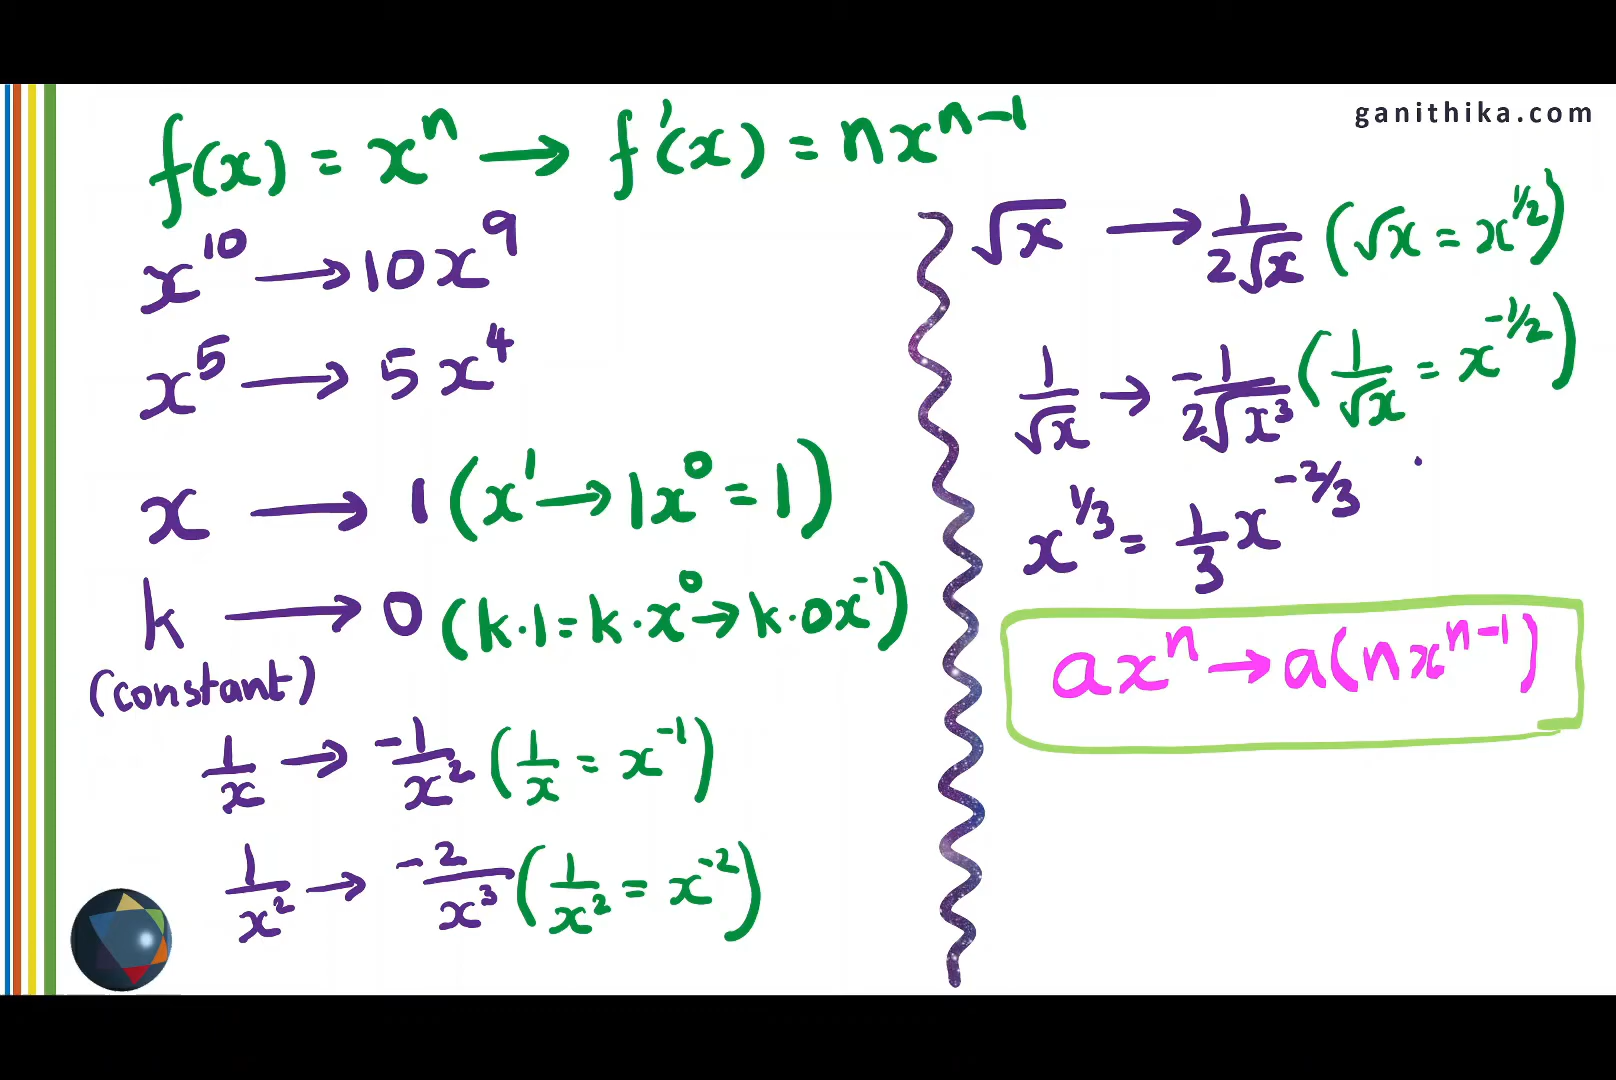 ganithika.com
f(x) = xⁿ → f'(x) = nxⁿ⁻¹
x¹⁰ → 10x⁹
x⁵ → 5x⁴
x → 1 (x¹ → 1x⁰ = 1)
k → 0 (k·1 = k·x⁰ → k·0x⁻¹)
(constant)
1/x → -1/x² (1/x = x⁻¹)
1/x² → -2/x³ (1/x² = x⁻²)
√x → 1/(2√x) (√x = x^(1/2))
1/√x → -1/(2√x³) (1/√x = x^(-1/2))
x^(1/3) = 1/3 x^(-2/3)
axⁿ → a(nxⁿ⁻¹)